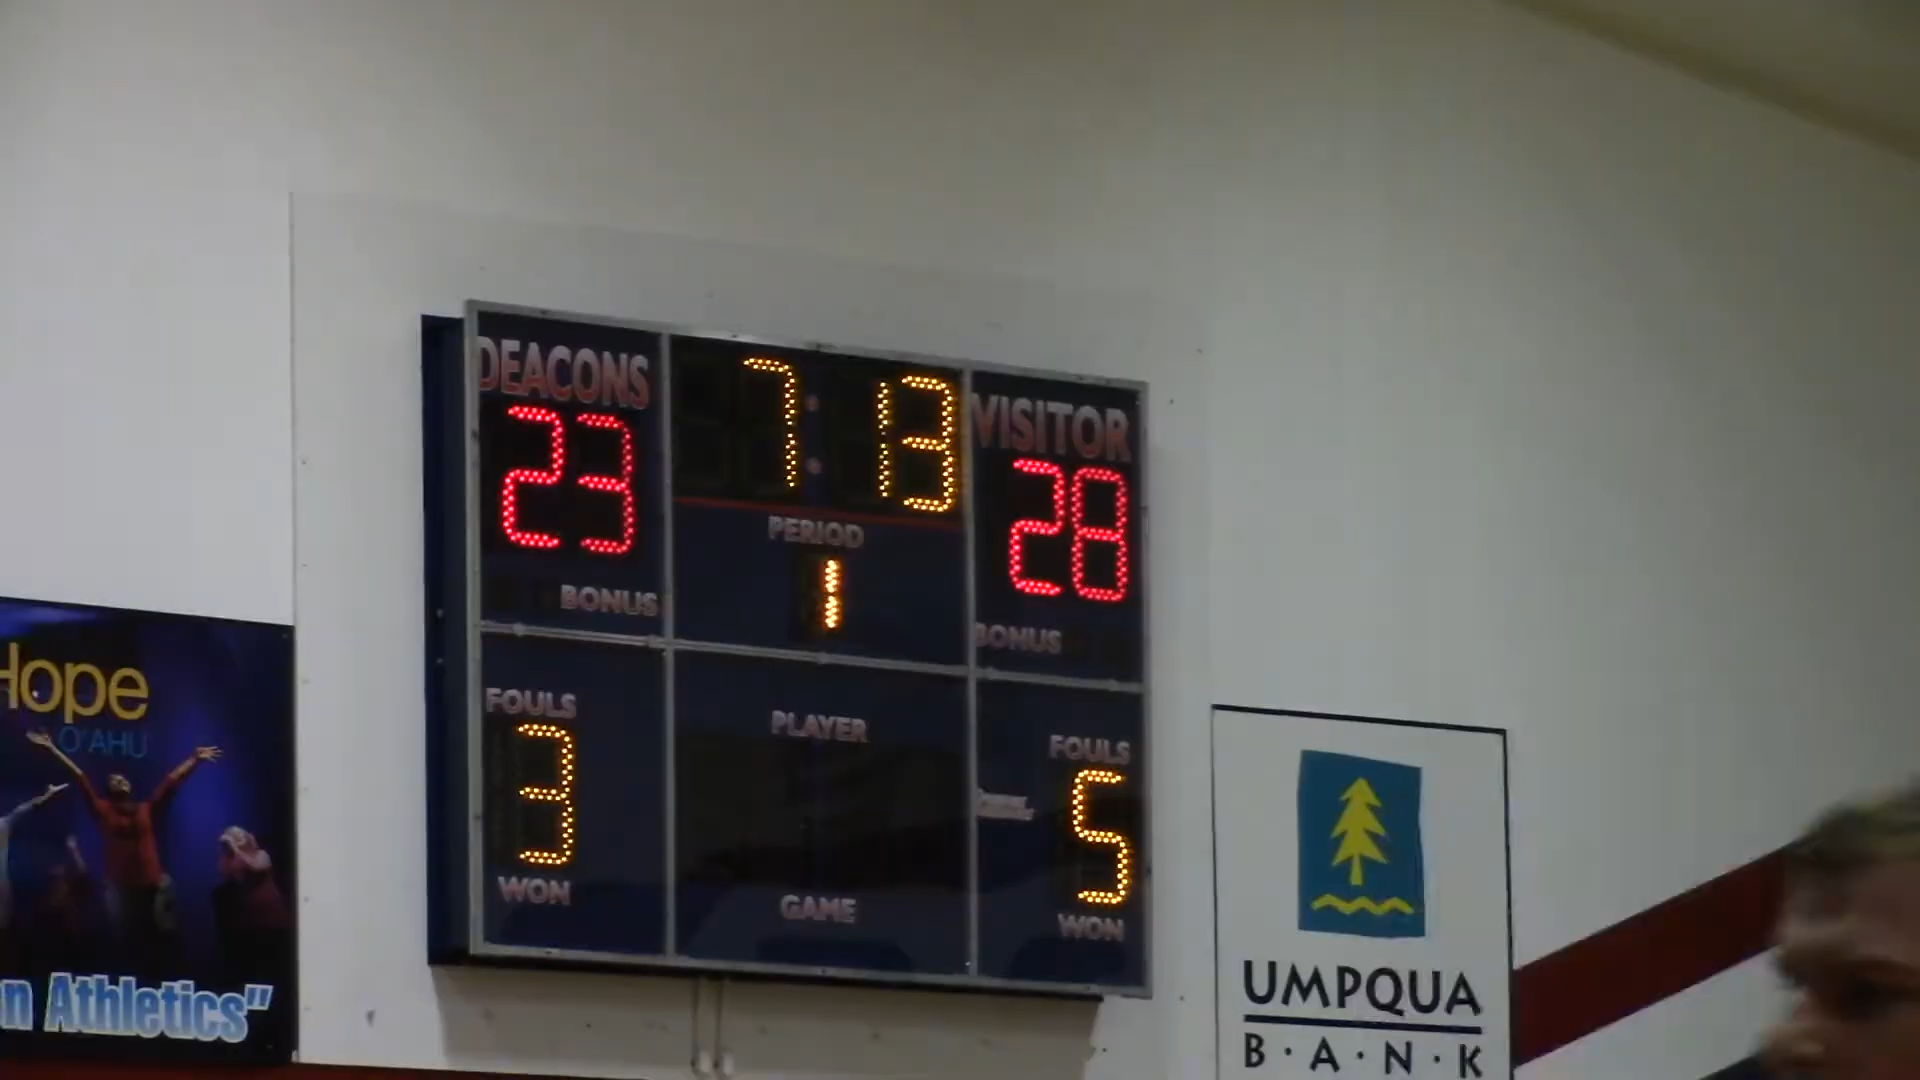 DEACONS
7:13
VISITOR
23
28
PERIOD
1
BONUS
BONUS
FOULS
PLAYER
FOULS
3
5
WON
GAME
WON
Hope
O'AHU
n Athletics"
UMPQUA
B·A·N·K